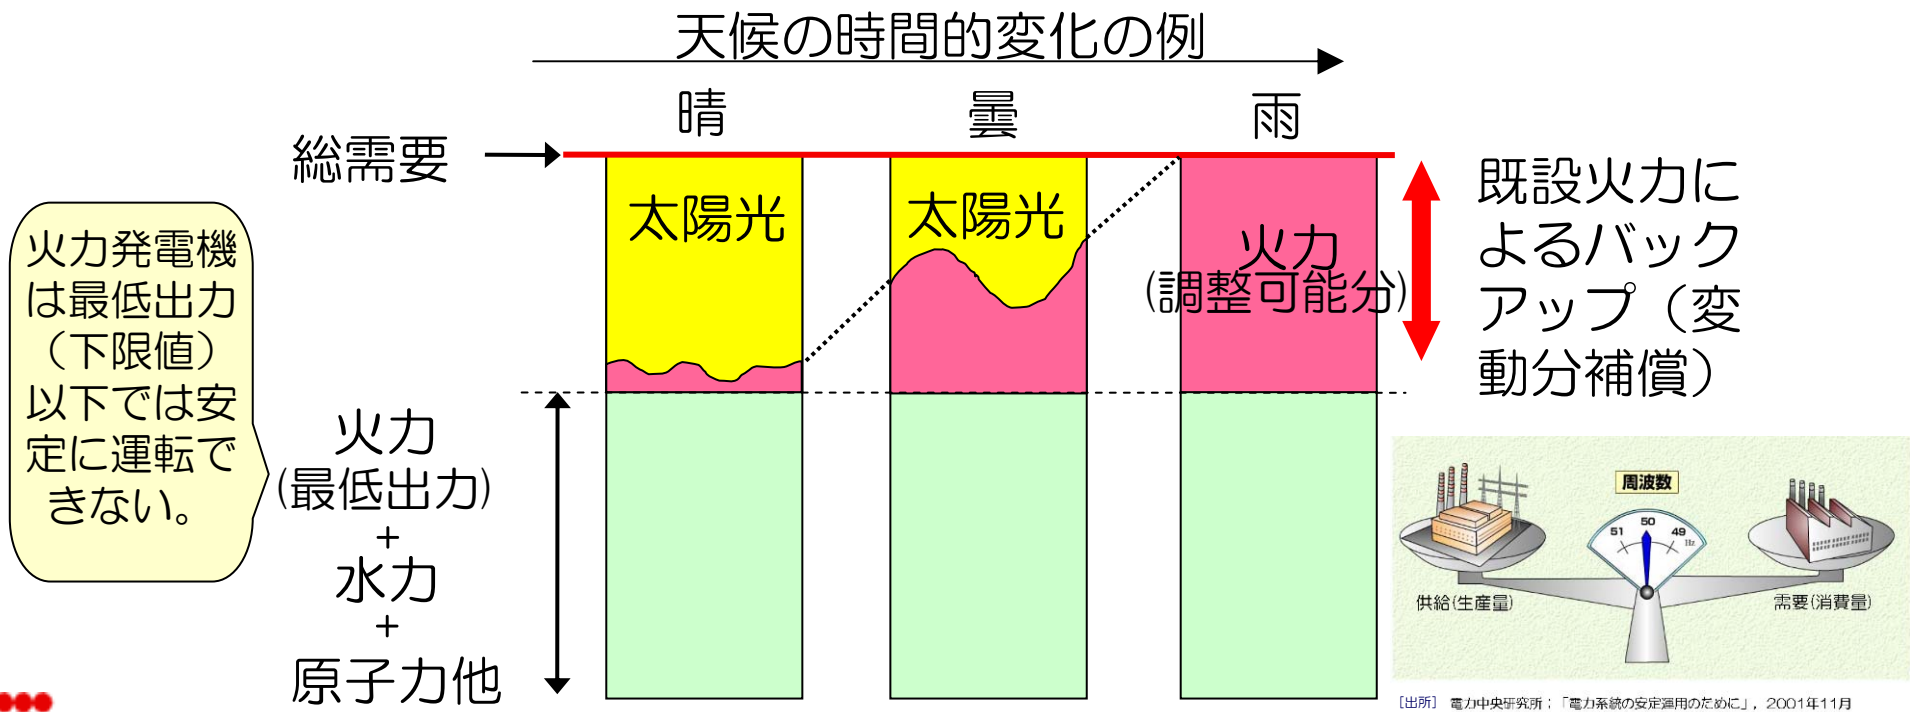 天候の時間的変化の例
晴
曇
雨
総需要
太陽光
太陽光
火力
(調整可能分)
既設火力に
よるバック
アップ（変
動分補償）
火力発電機
は最低出力
（下限値）
以下では安
定に運転で
きない。
火力
(最低出力)
+
水力
+
原子力他
周波数
51
50
49
Hz
供給(生産量)
需要(消費量)
［出所］ 電力中央研究所；「電力系統の安定運用のために」，2001年11月